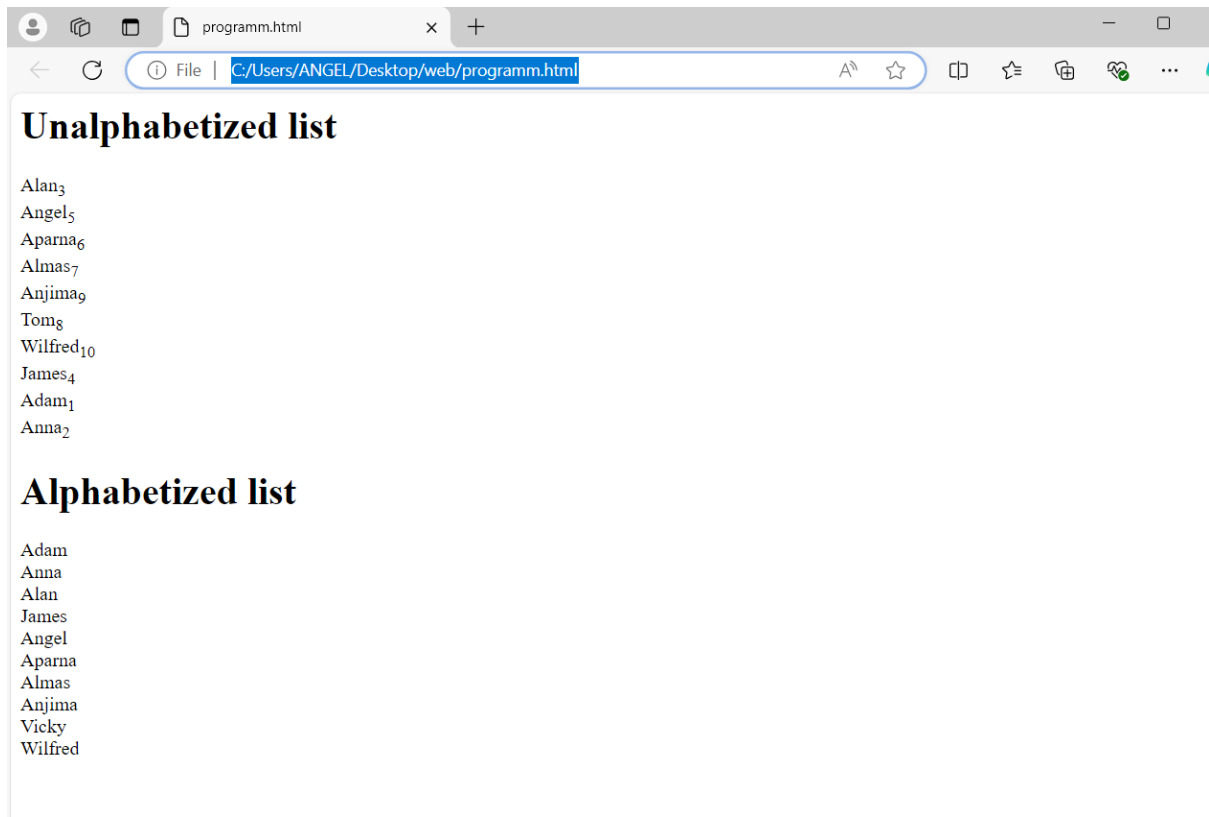 programm.html
File | C:/Users/ANGEL/Desktop/web/programm.html
Unalphabetized list
Alan₃
Angel₅
Aparna₆
Almas₇
Anjima₉
Tom₈
Wilfred₁₀
James₄
Adam₁
Anna₂
Alphabetized list
Adam
Anna
Alan
James
Angel
Aparna
Almas
Anjima
Vicky
Wilfred